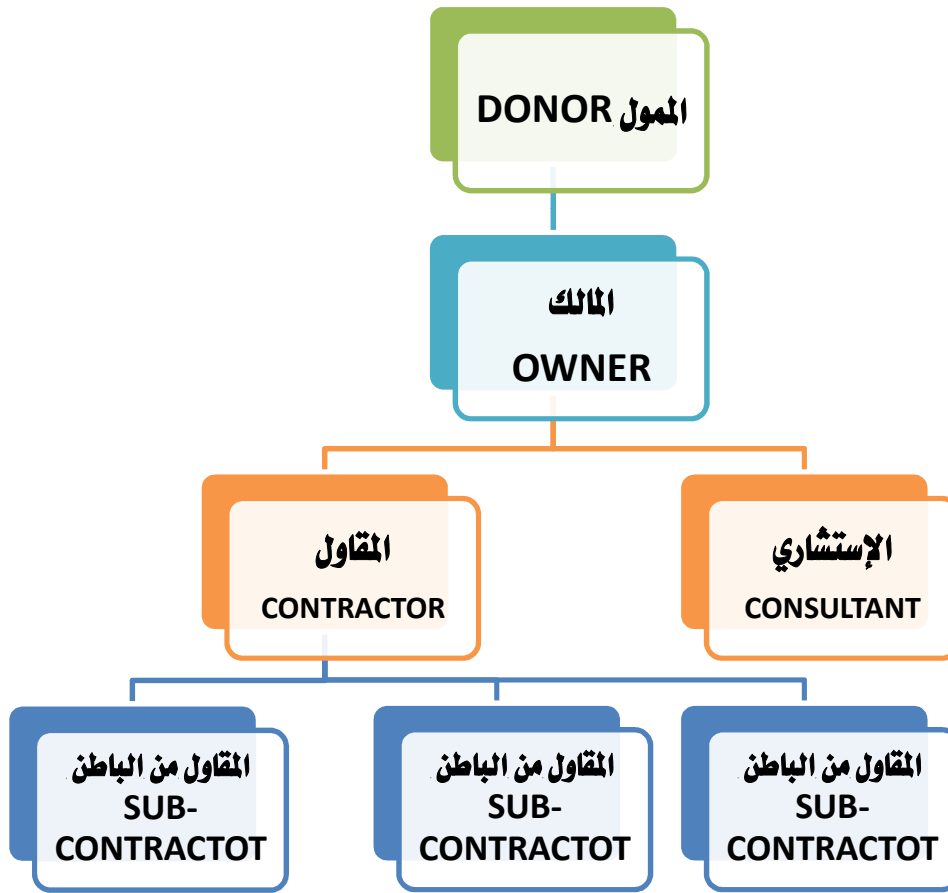 الممول DONOR
المالك
OWNER
المقاول
CONTRACTOR
الإستشاري
CONSULTANT
المقاول من الباطن
SUB-
CONTRACTOT
المقاول من الباطن
SUB-
CONTRACTOT
المقاول من الباطن
SUB-
CONTRACTOT